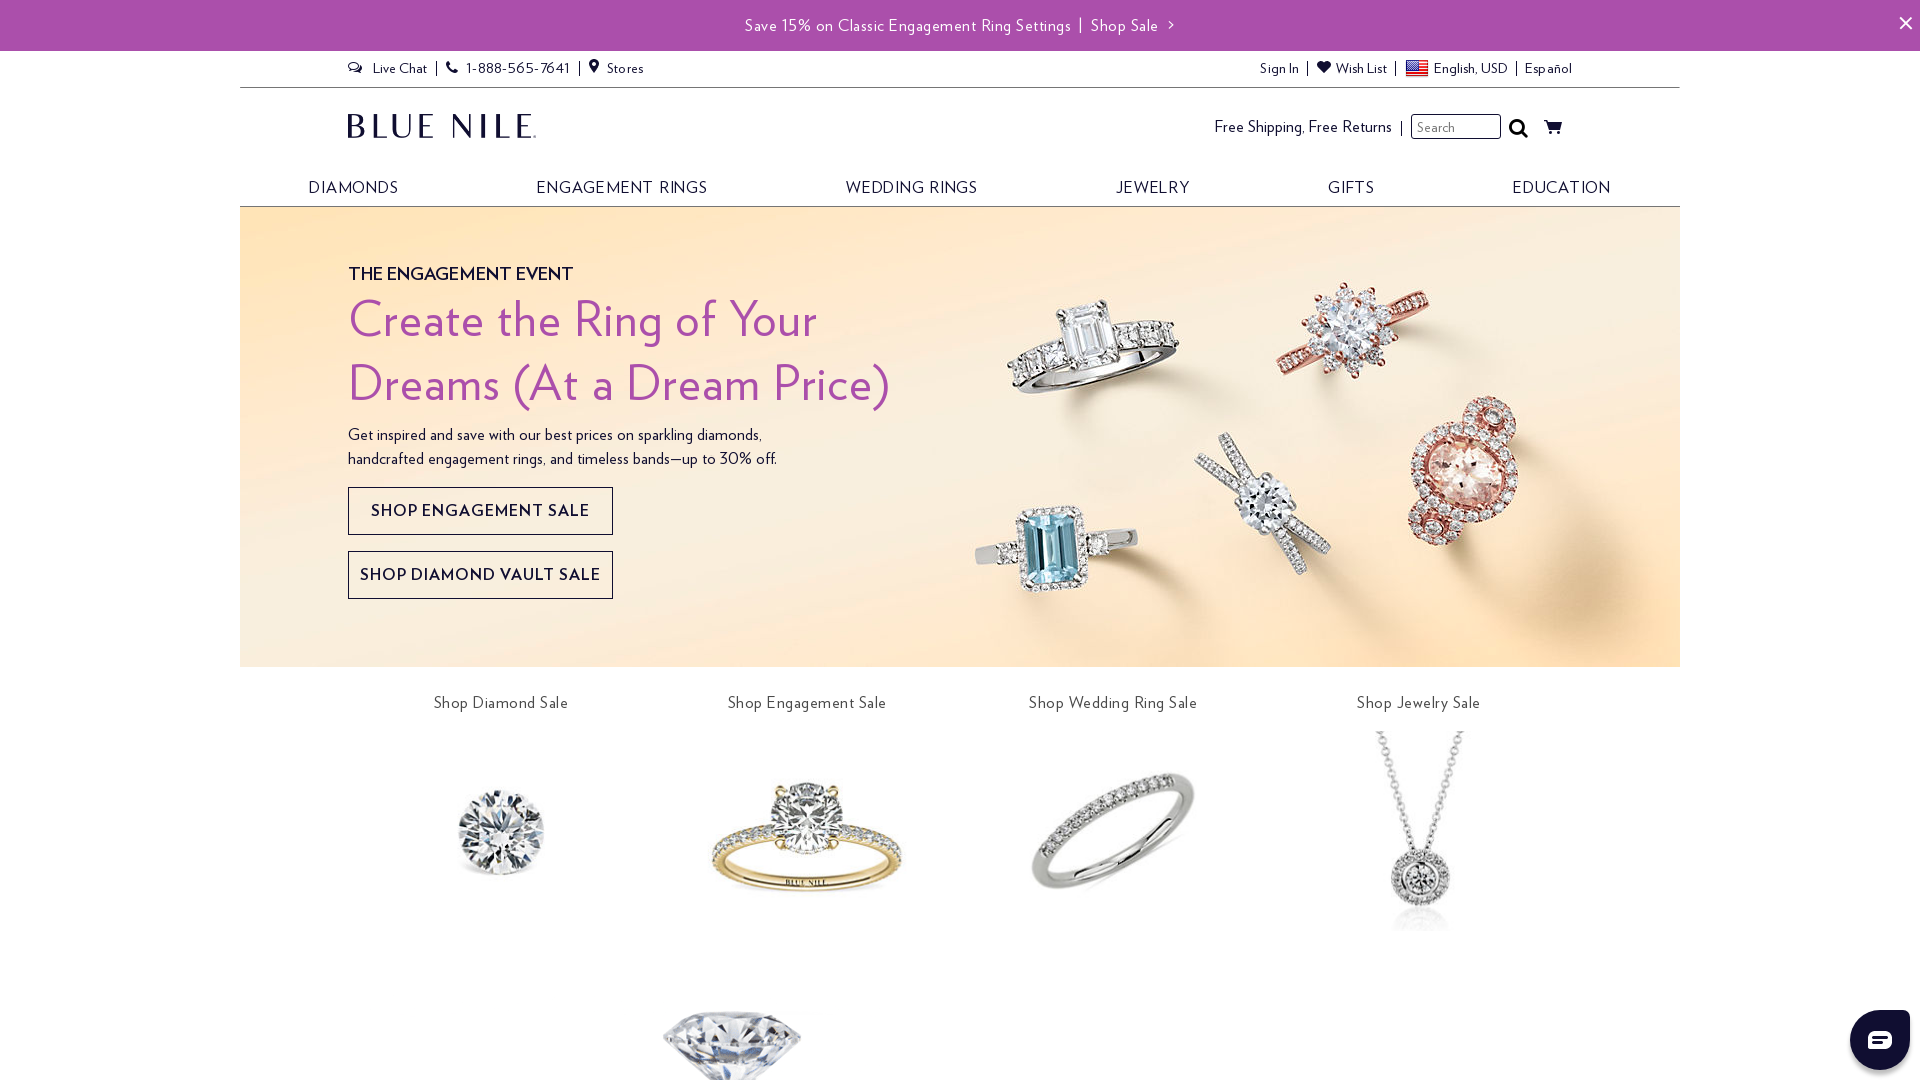 Save 15% on Classic Engagement Ring Settings | Shop Sale >
Live Chat | 1-888-565-7641 | Stores
Sign In | Wish List | English, USD | Español
BLUE NILE.
Free Shipping, Free Returns | Search
DIAMONDS ENGAGEMENT RINGS WEDDING RINGS JEWELRY GIFTS EDUCATION
THE ENGAGEMENT EVENT
Create the Ring of Your
Dreams (At a Dream Price)
Get inspired and save with our best prices on sparkling diamonds,
handcrafted engagement rings, and timeless bands—up to 30% off.
SHOP ENGAGEMENT SALE
SHOP DIAMOND VAULT SALE
Shop Diamond Sale
Shop Engagement Sale
Shop Wedding Ring Sale
Shop Jewelry Sale
BLUE NILE